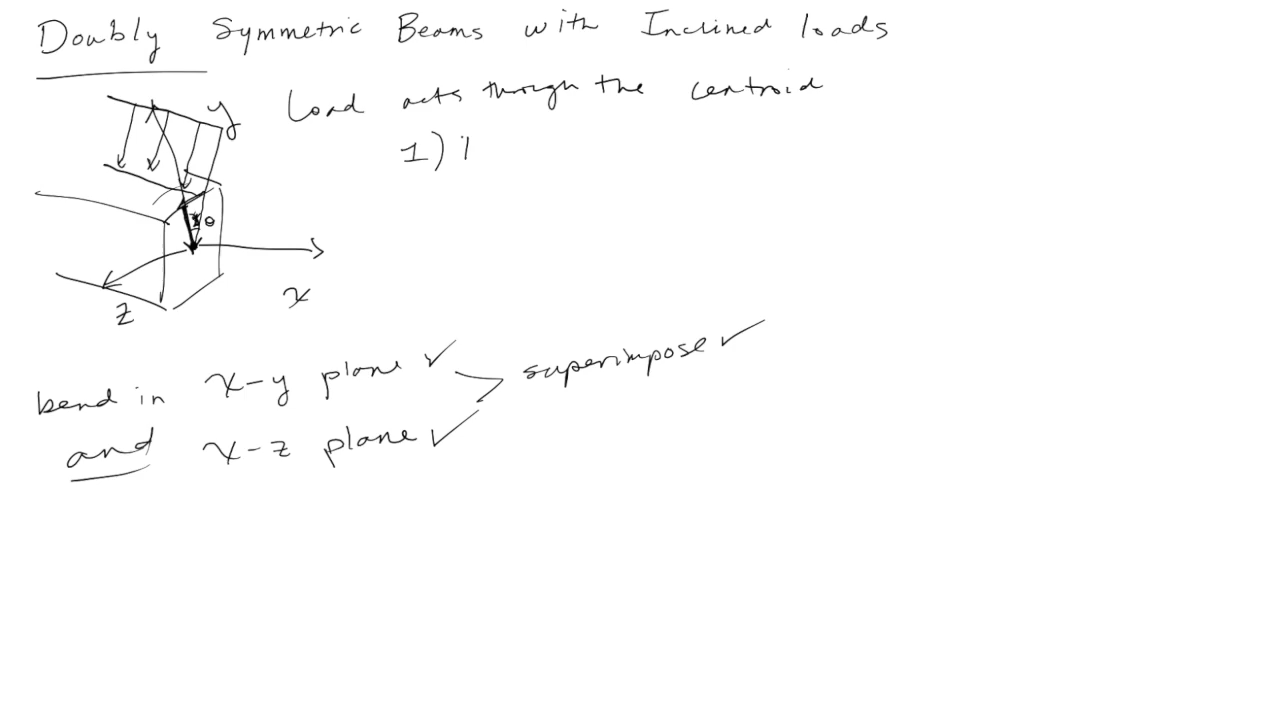 Doubly Symmetric Beams with Inclined loads
Load acts through the centroid
1)
y
θ
x
z
bend in x-y plane ✓
superimpose ✓
and x-z plane ✓